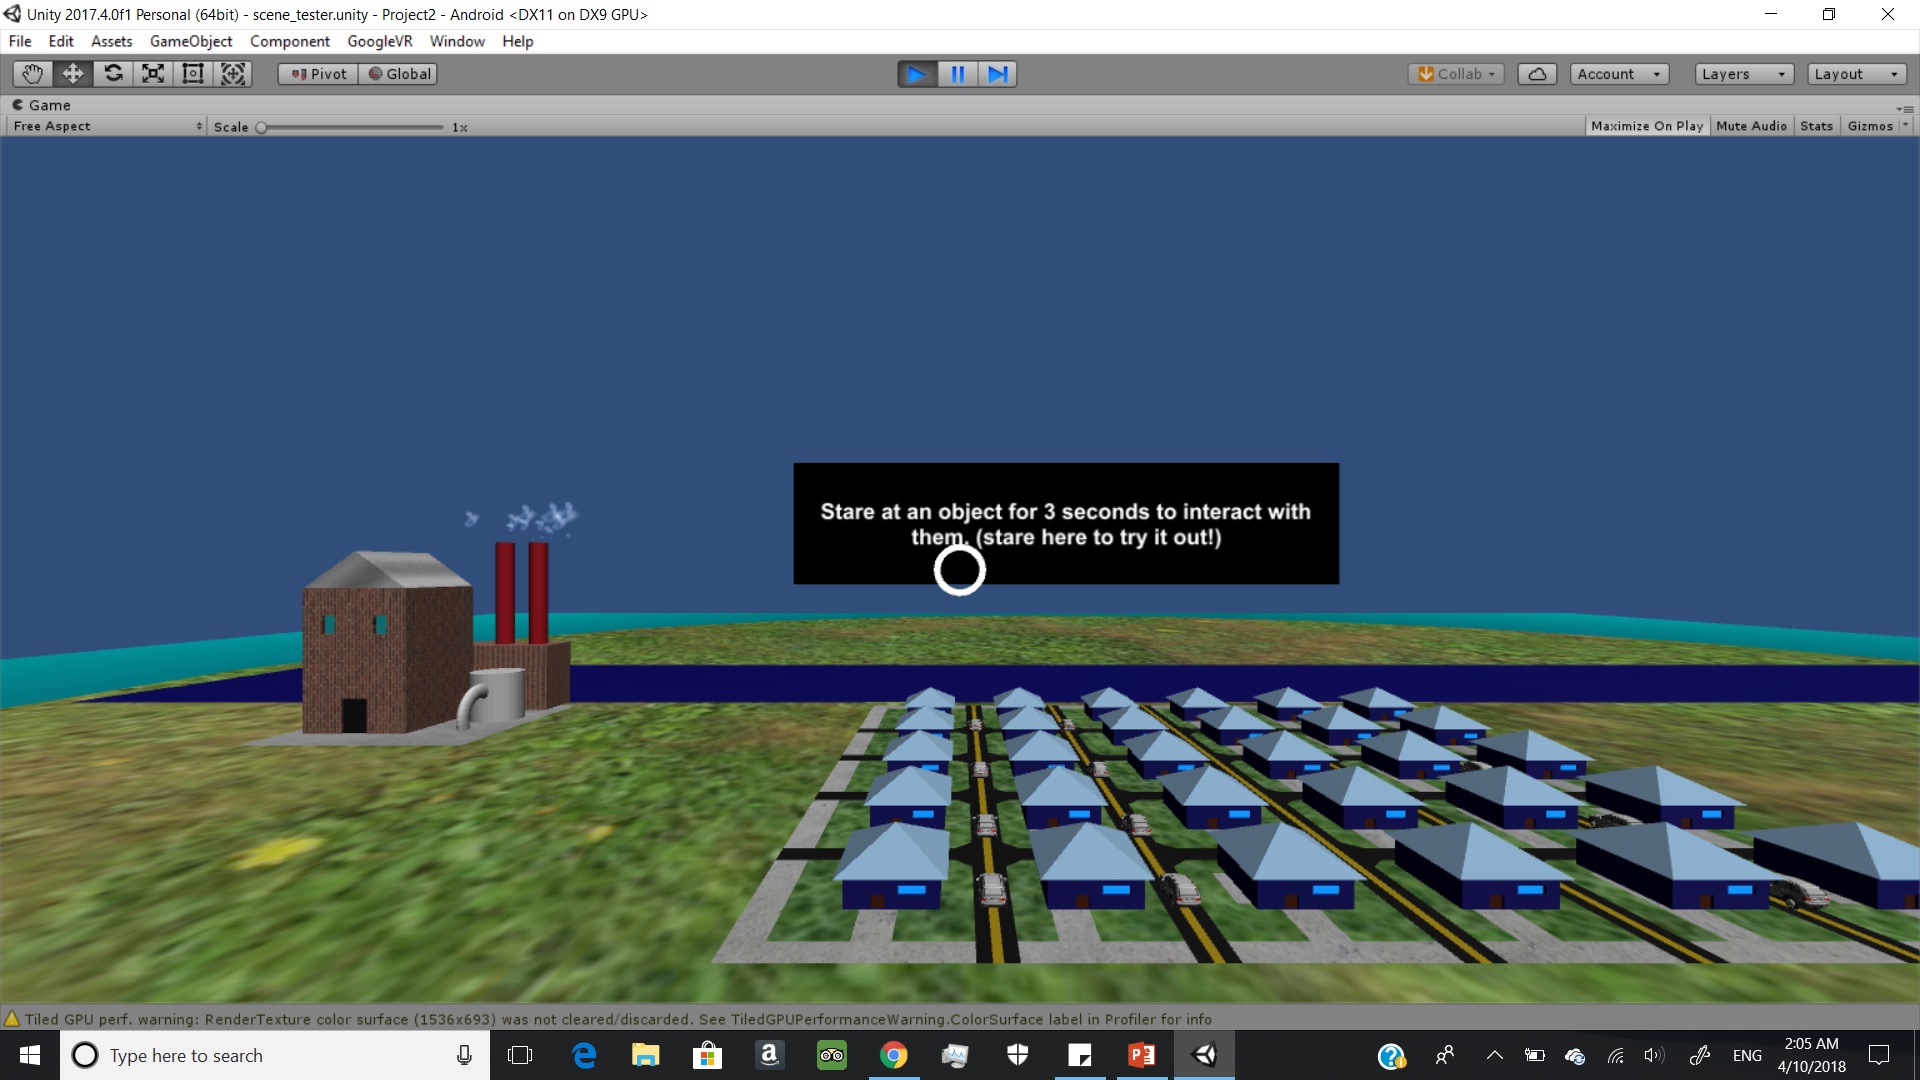 Unity 2017.4.0f1 Personal (64bit) - scene_tester.unity - Project2 - Android <DX11 on DX9 GPU>
File Edit Assets GameObject Component GoogleVR Window Help
Pivot Global Collab Account Layers Layout
Game
Free Aspect Scale 1x Maximize On Play Mute Audio Stats Gizmos
Stare at an object for 3 seconds to interact with
them. (stare here to try it out!)
Tiled GPU perf. warning: RenderTexture color surface (1536x693) was not cleared/discarded. See TiledGPUPerformanceWarning.ColorSurface label in Profiler for info
Type here to search
ENG
2:05 AM
4/10/2018